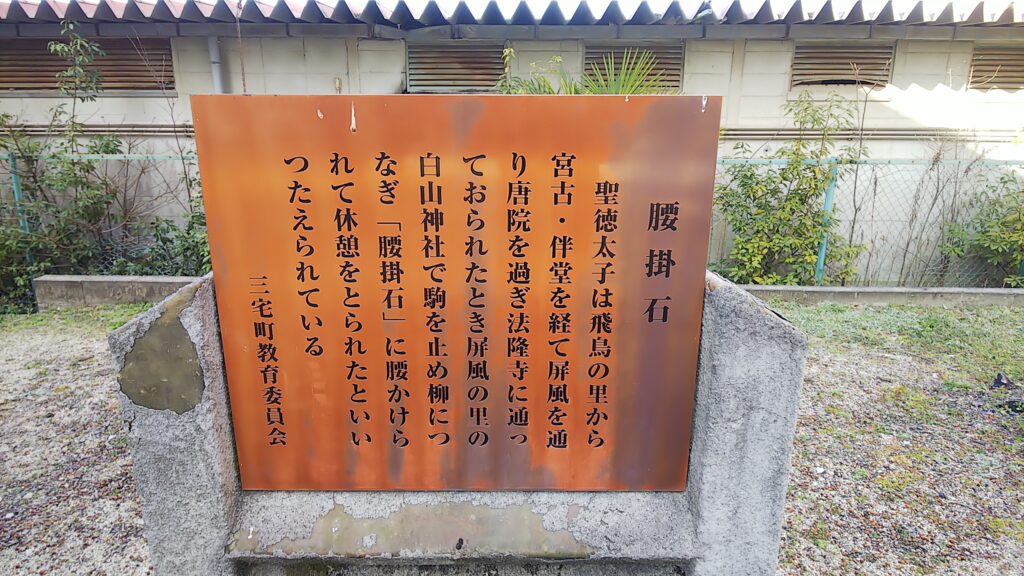 腰掛石
聖徳太子は飛鳥の里から
宮古・伴堂を経て屏風を通
り唐院を過ぎ法隆寺に通っ
ておられたとき屏風の里の
白山神社で駒を止め柳につ
なぎ「腰掛石」に腰かけら
れて休憩をとられたといい
つたえられている
三宅町教育委員会